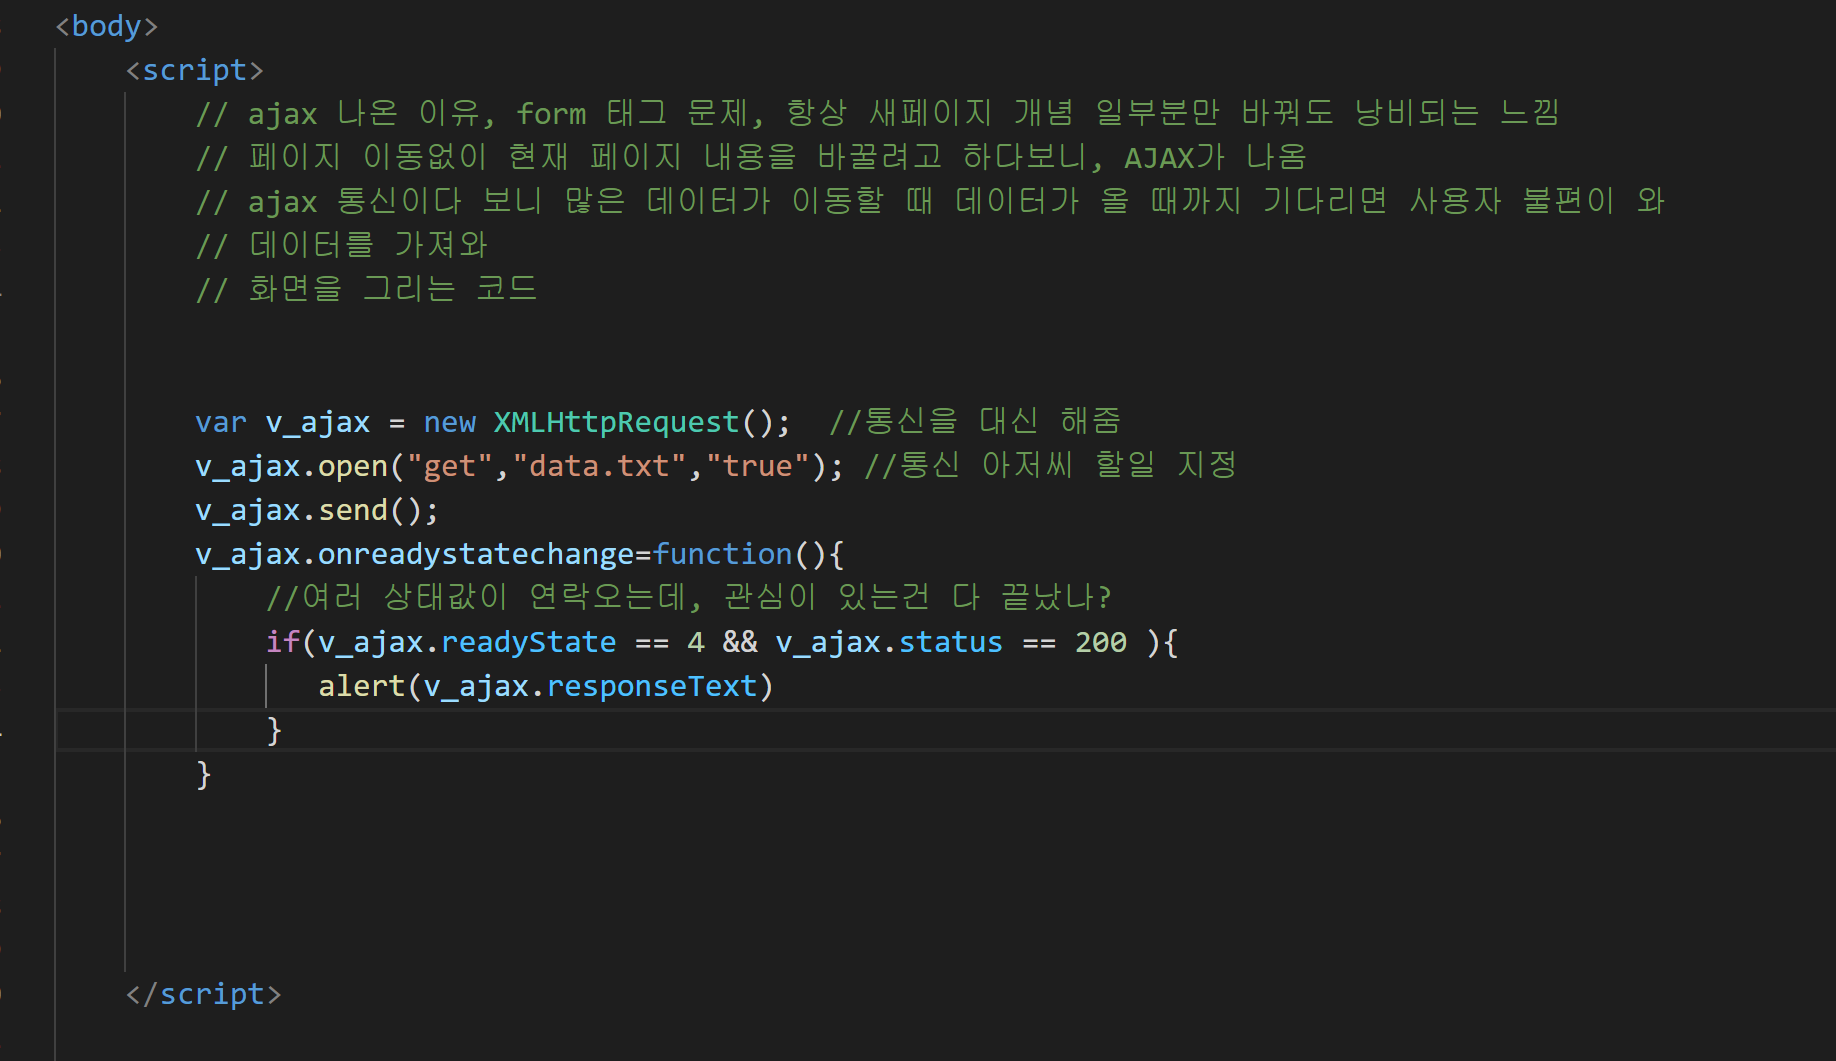 <body>
<script>
// ajax 나온 이유, form 태그 문제, 항상 새페이지 개념 일부분만 바꿔도 낭비되는 느낌
// 페이지 이동없이 현재 페이지 내용을 바꿀려고 하다보니, AJAX가 나옴
// ajax 통신이다 보니 많은 데이터가 이동할 때 데이터가 올 때까지 기다리면 사용자 불편이 와
// 데이터를 가져와
// 화면을 그리는 코드
var v_ajax = new XMLHttpRequest();  //통신을 대신 해줌
v_ajax.open("get","data.txt","true"); //통신 아저씨 할일 지정
v_ajax.send();
v_ajax.onreadystatechange=function(){
//여러 상태값이 연락오는데, 관심이 있는건 다 끝났나?
if(v_ajax.readyState == 4 && v_ajax.status == 200 ){
alert(v_ajax.responseText)
}
}
</script>